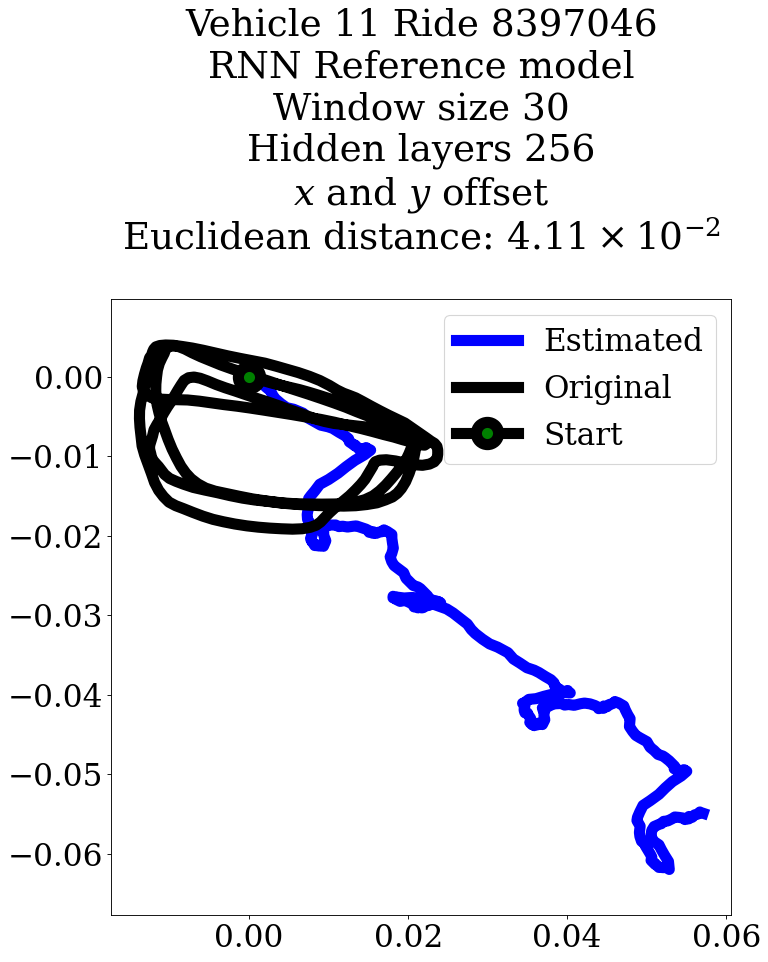 Vehicle 11 Ride 8397046
RNN Reference model
Window size 30
Hidden layers 256
x and y offset
Euclidean distance: 4.11 × 10⁻²
Estimated
Original
Start
0.00
−0.01
−0.02
−0.03
−0.04
−0.05
−0.06
0.00 0.02 0.04 0.06